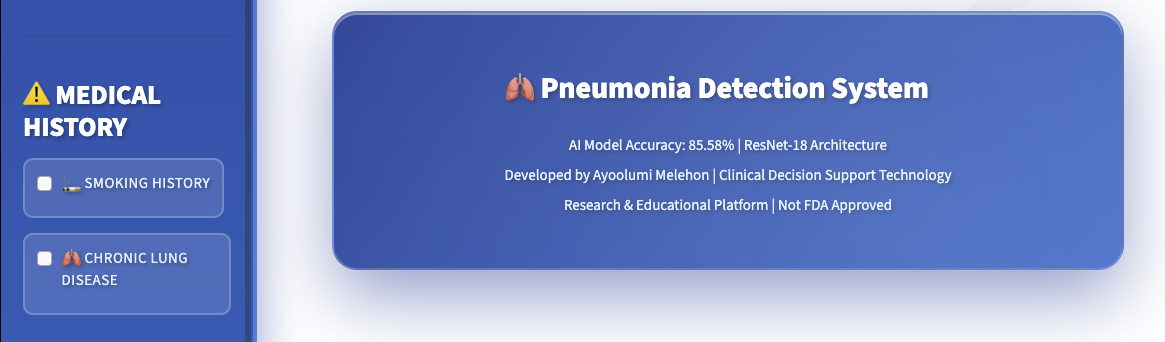 ⚠️ MEDICAL
HISTORY
🚬 SMOKING HISTORY
🫁 CHRONIC LUNG
DISEASE
🫁 Pneumonia Detection System
AI Model Accuracy: 85.58% | ResNet-18 Architecture
Developed by Ayoolumi Melehon | Clinical Decision Support Technology
Research & Educational Platform | Not FDA Approved